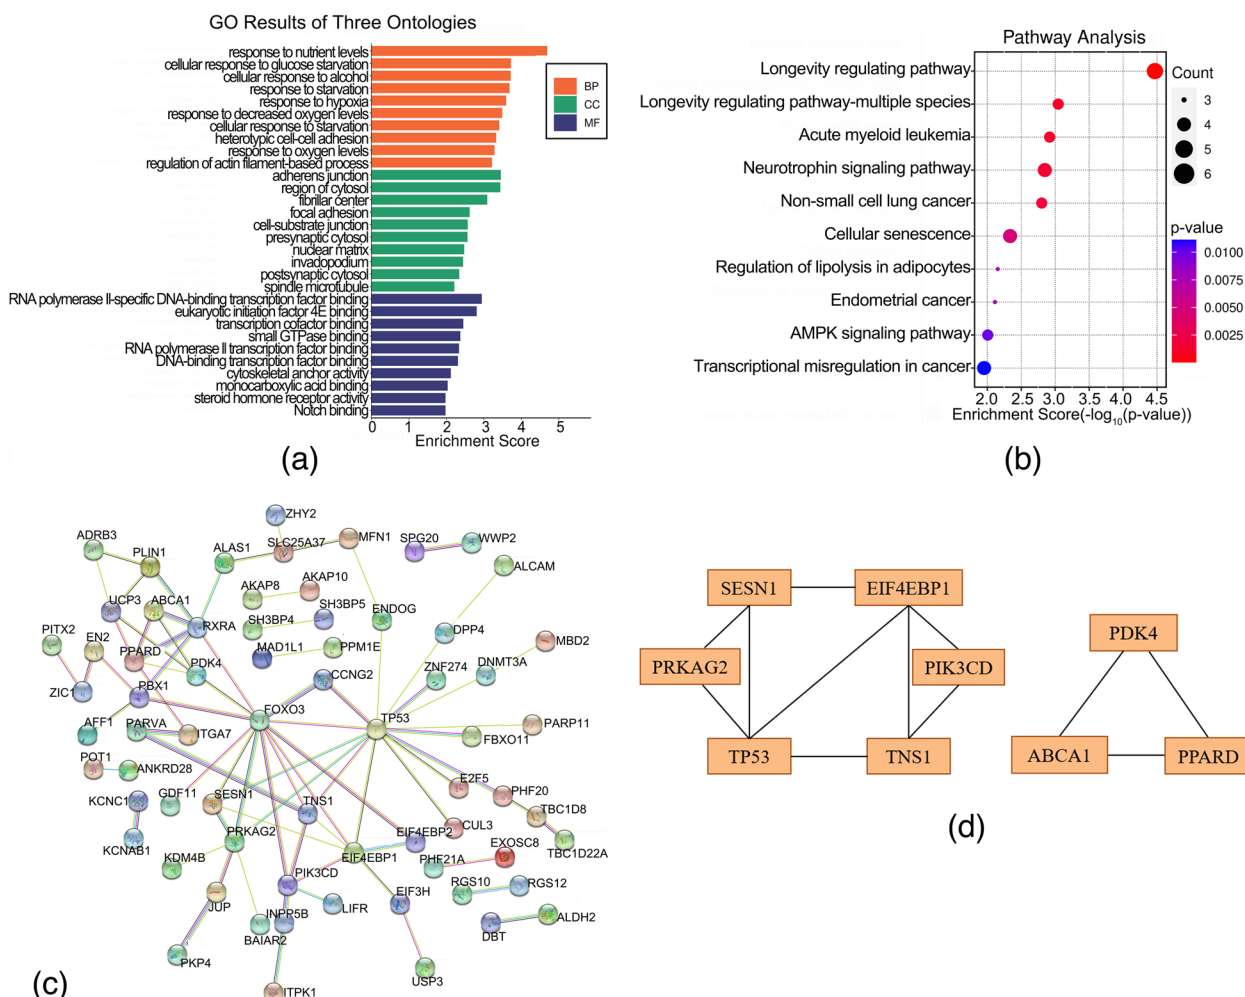 GO Results of Three Ontologies
response to nutrient levels
cellular response to glucose starvation
cellular response to alcohol
response to starvation
response to hypoxia
response to decreased oxygen levels
cellular response to starvation
heterotypic cell-cell adhesion
response to oxygen levels
regulation of actin filament-based process
adherens junction
region of cytosol
fibrillar center
focal adhesion
cell-substrate junction
presynaptic cytosol
nuclear matrix
invadopodium
postsynaptic cytosol
spindle microtubule
RNA polymerase II-specific DNA-binding transcription factor binding
eukaryotic initiation factor 4E binding
transcription cofactor binding
small GTPase binding
RNA polymerase II transcription factor binding
DNA-binding transcription factor binding
cytoskeletal anchor activity
monocarboxylic acid binding
steroid hormone receptor activity
Notch binding
0 1 2 3 4 5
Enrichment Score
BP
CC
MF
(a)
Pathway Analysis
Longevity regulating pathway
Longevity regulating pathway-multiple species
Acute myeloid leukemia
Neurotrophin signaling pathway
Non-small cell lung cancer
Cellular senescence
Regulation of lipolysis in adipocytes
Endometrial cancer
AMPK signaling pathway
Transcriptional misregulation in cancer
2.0 2.5 3.0 3.5 4.0 4.5
Enrichment Score(-log10(p-value))
Count
3
4
5
6
p-value
0.0100
0.0075
0.0050
0.0025
(b)
ZHY2
ADRB3
PLIN1
ALAS1
SLC25A37
MFN1
SPG20
WWP2
ALCAM
AKAP8
AKAP10
UCP3
ABCA1
SH3BP5
ENDOG
SH3BP4
RXRA
PITX2
EN2
DPP4
MBD2
PPARD
MAD1L1
PPM1E
PDK4
ZNF274
DNMT3A
ZIC1
PBX1
CCNG2
FOXO3
TP53
AFF1
PARVA
ITGA7
PARP11
FBXO11
POT1
ANKRD28
E2F5
PHF20
KCNC1
GDF11
SESN1
TNS1
TBC1D8
PRKAG2
CUL3
EIF4EBP2
KCNAB1
EIF4EBP1
EXOSC8
TBC1D22A
KDM4B
PHF21A
PIK3CD
RGS10
RGS12
JUP
EIF3H
LIFR
INPR5B
ALDH2
BAIAR2
DBT
PKP4
USP3
ITPK1
(c)
SESN1
EIF4EBP1
PRKAG2
PIK3CD
TP53
TNS1
PDK4
ABCA1
PPARD
(d)